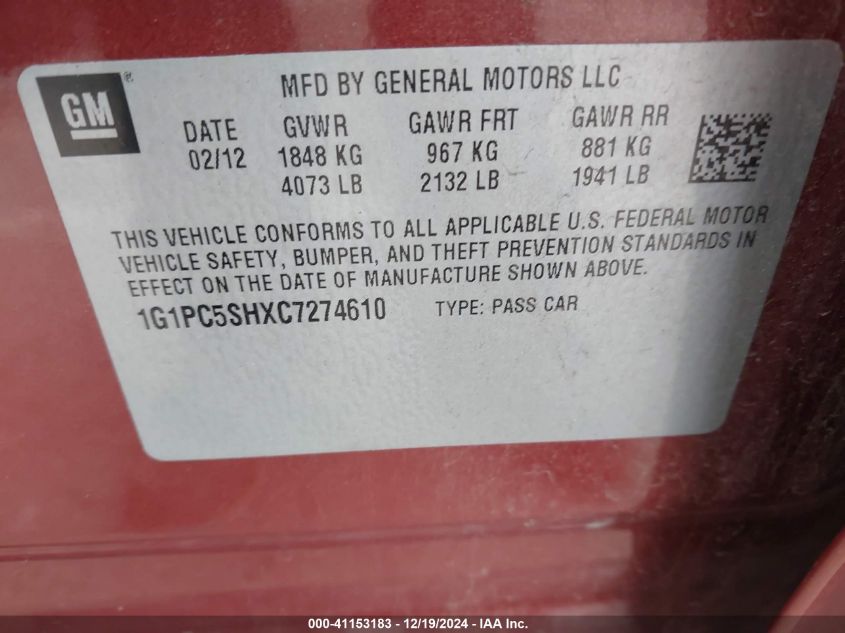 GM ®
MFD BY GENERAL MOTORS LLC
DATE GVWR GAWR FRT GAWR RR
02/12 1848 KG 967 KG 881 KG
4073 LB 2132 LB 1941 LB
THIS VEHICLE CONFORMS TO ALL APPLICABLE U.S. FEDERAL MOTOR
VEHICLE SAFETY, BUMPER, AND THEFT PREVENTION STANDARDS IN
EFFECT ON THE DATE OF MANUFACTURE SHOWN ABOVE.
1G1PC5SHXC7274610 TYPE: PASS CAR
000-41153183 - 12/19/2024 - IAA Inc.